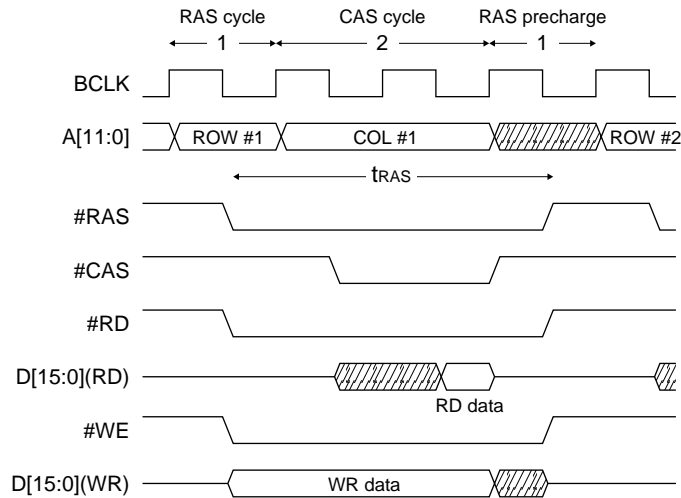 RAS cycle CAS cycle RAS precharge
1 2 1
BCLK
A[11:0] ROW #1 COL #1 ROW #2
tRAS
#RAS
#CAS
#RD
D[15:0](RD)
RD data
#WE
D[15:0](WR) WR data